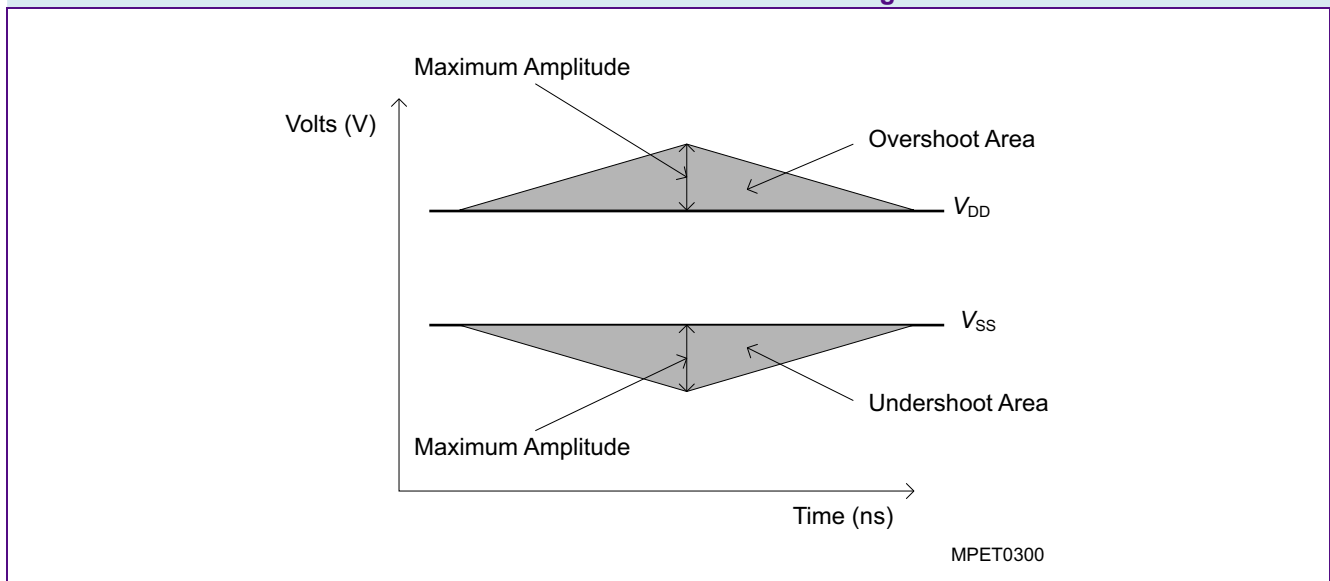 Maximum Amplitude
Volts (V)
Overshoot Area
VDD
VSS
Undershoot Area
Maximum Amplitude
Time (ns)
MPET0300